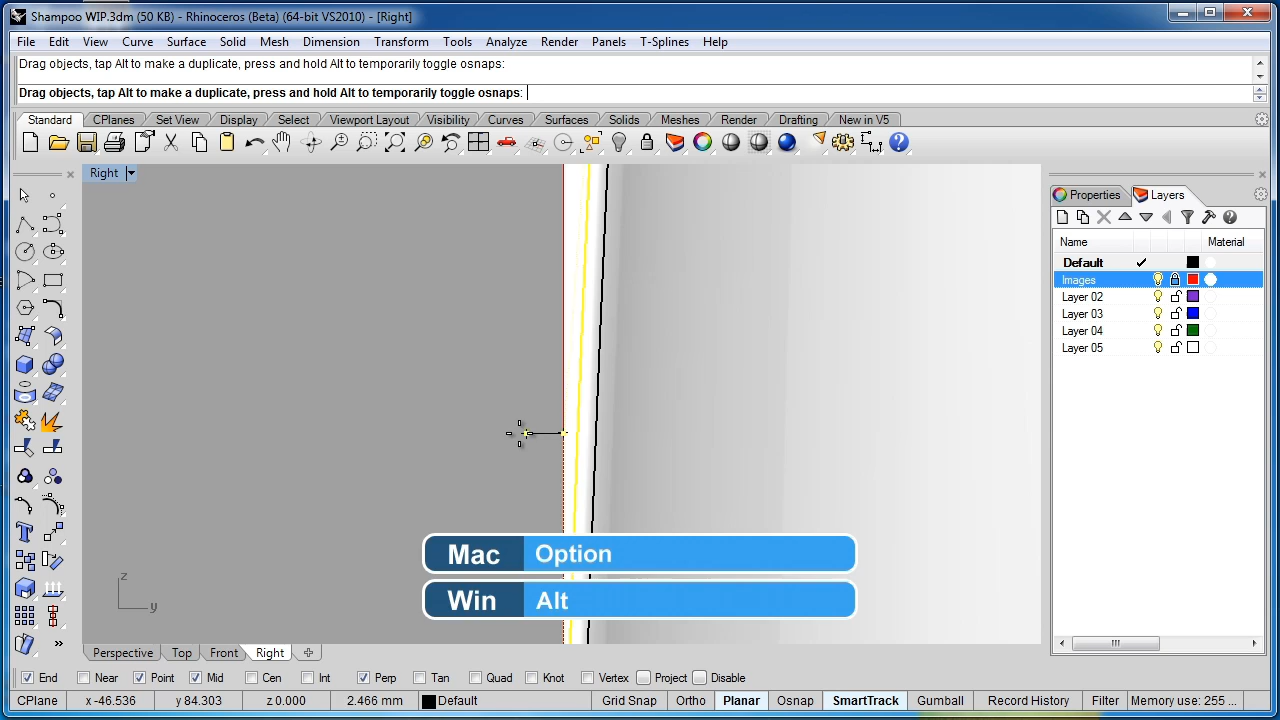 Shampoo WIP.3dm (50 KB) - Rhinoceros (Beta) (64-bit VS2010) - [Right]
File Edit View Curve Surface Solid Mesh Dimension Transform Tools Analyze Render Panels T-Splines Help
Drag objects, tap Alt to make a duplicate, press and hold Alt to temporarily toggle osnaps:
Drag objects, tap Alt to make a duplicate, press and hold Alt to temporarily toggle osnaps:
Standard CPlanes Set View Display Select Viewport Layout Visibility Curves Surfaces Solids Meshes Render Drafting New in V5
Right
Properties Layers
Name Material
Default
Images
Layer 02
Layer 03
Layer 04
Layer 05
Mac Option
Win Alt
z
y
Perspective Top Front Right
End Near Point Mid Cen Int Perp Tan Quad Knot Vertex Project Disable
CPlane x -46.536 y 84.303 z 0.000 2.466 mm Default Grid Snap Ortho Planar Osnap SmartTrack Gumball Record History Filter Memory use: 255 ...